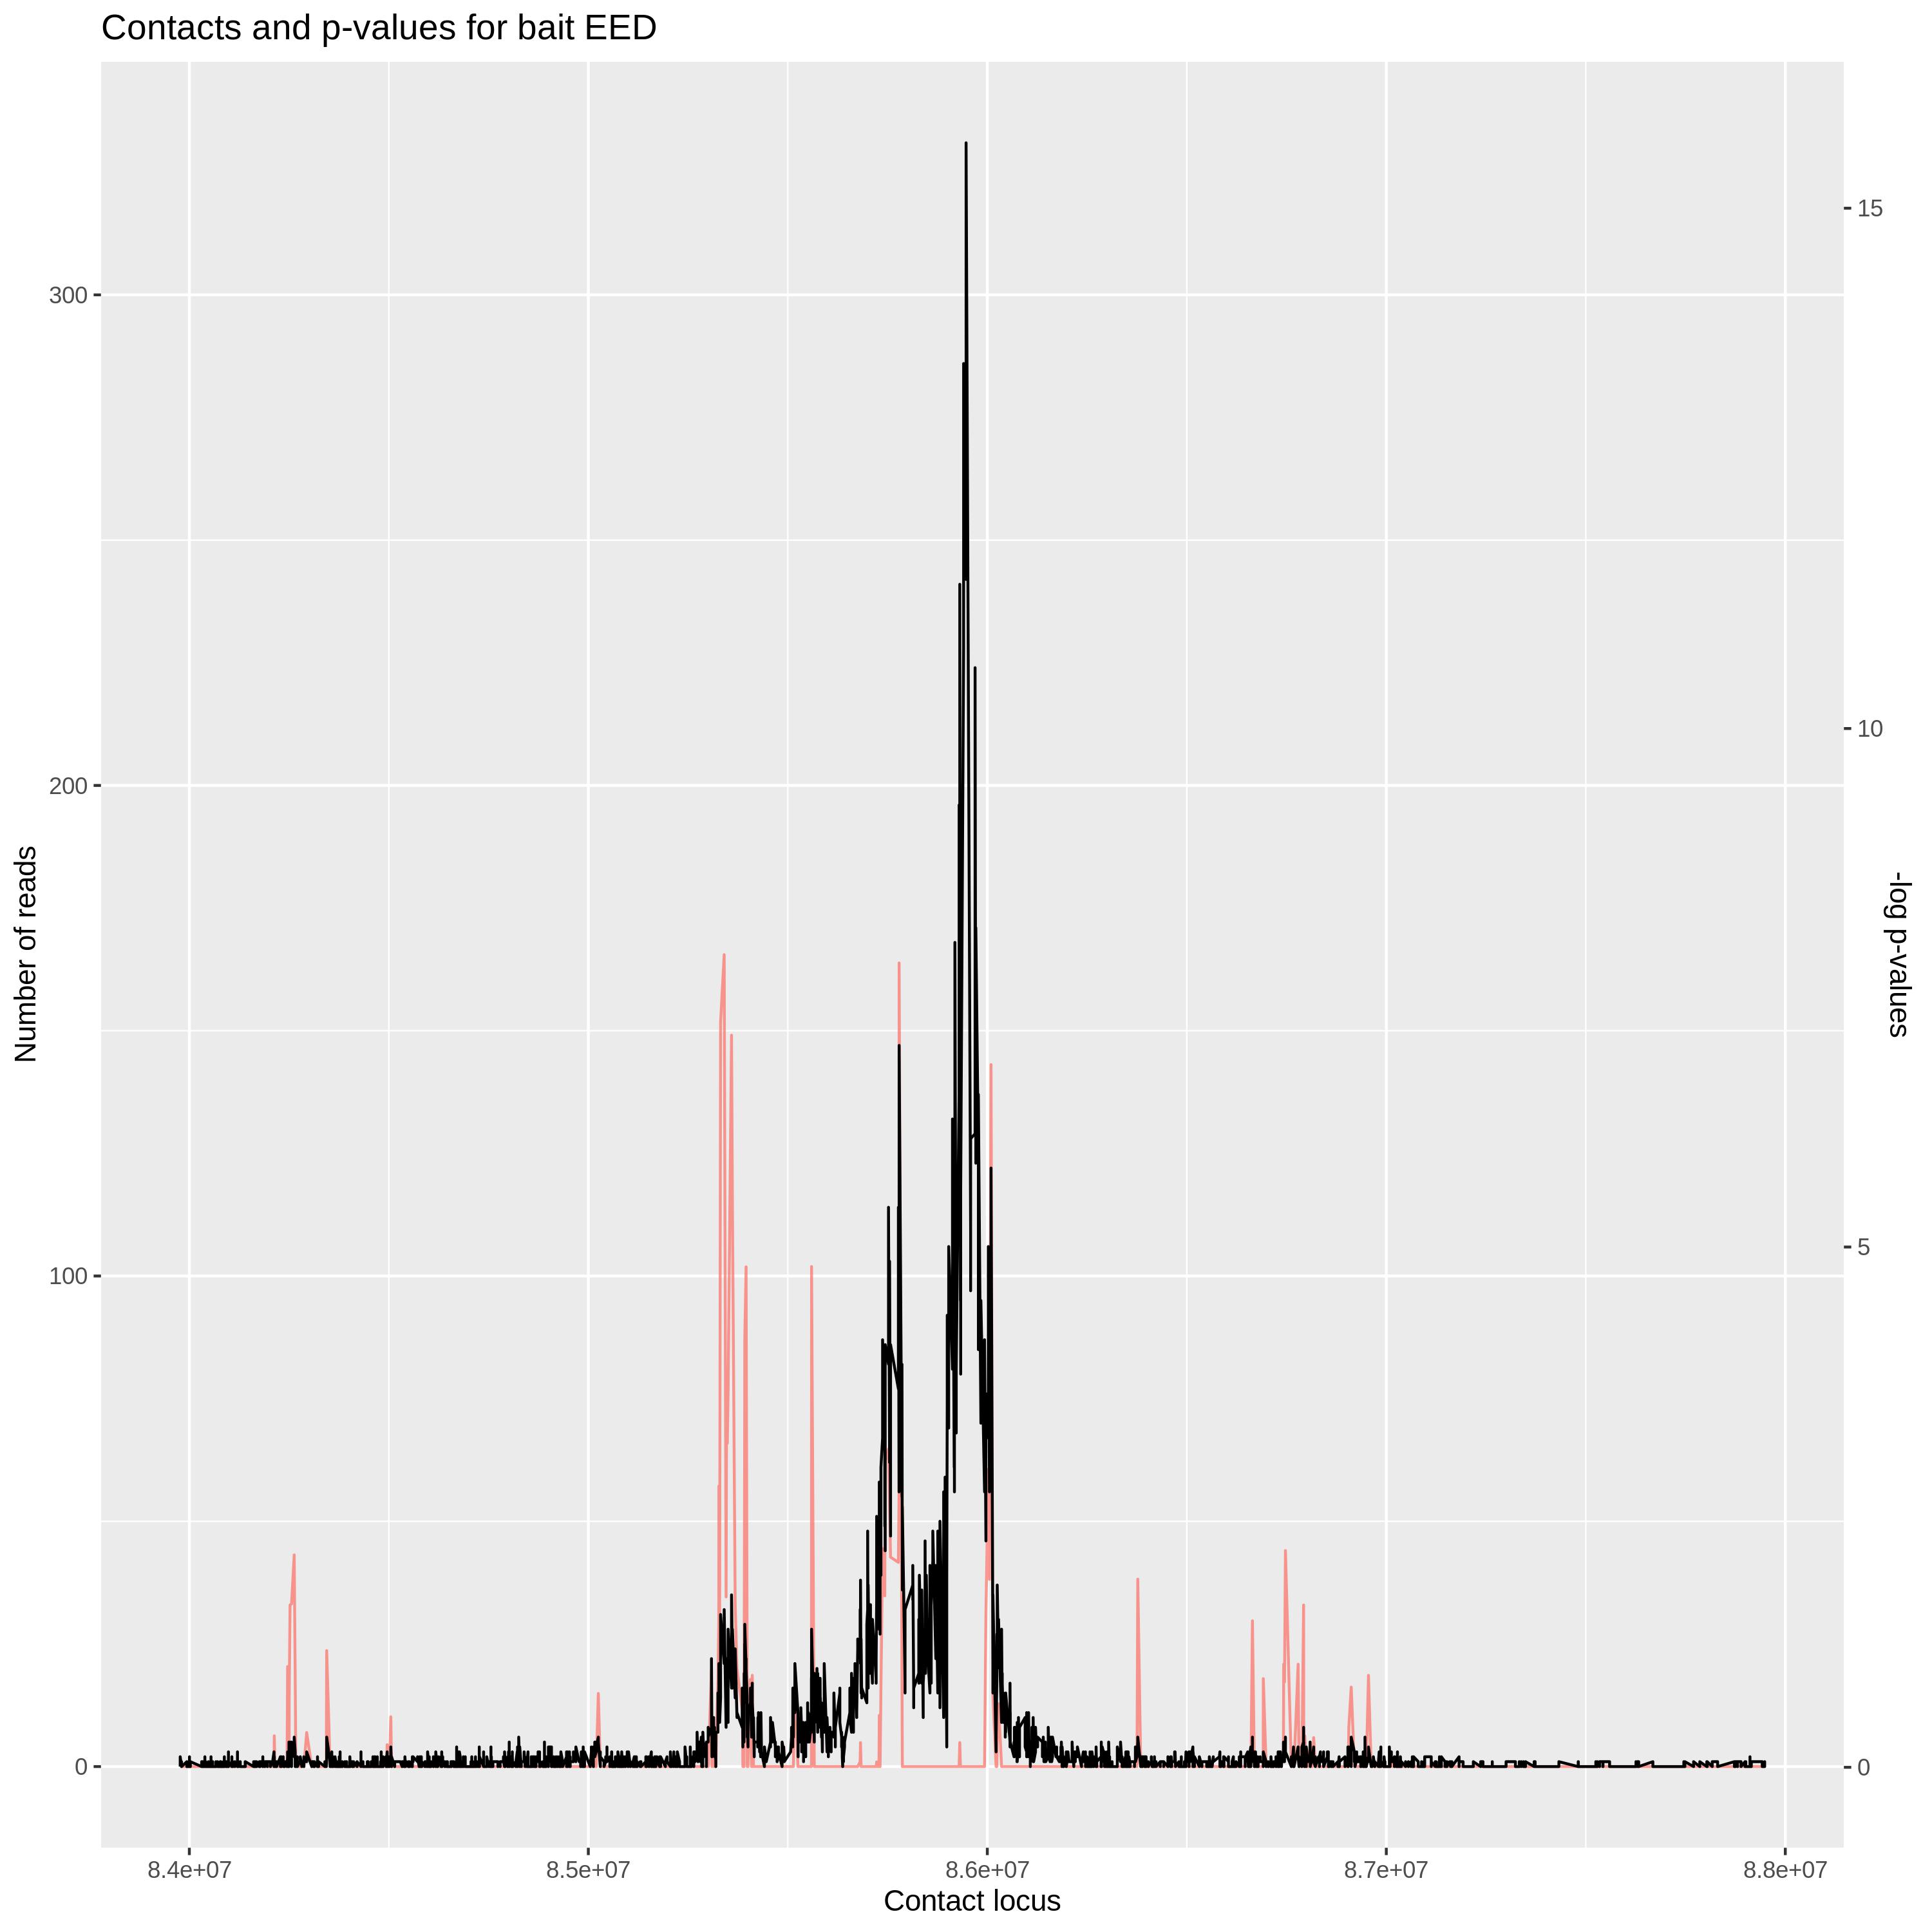 Contacts and p-values for bait EED
Number of reads
300
200
100
0
15
10
5
0
-log p-values
8.4e+07
8.5e+07
8.6e+07
8.7e+07
8.8e+07
Contact locus